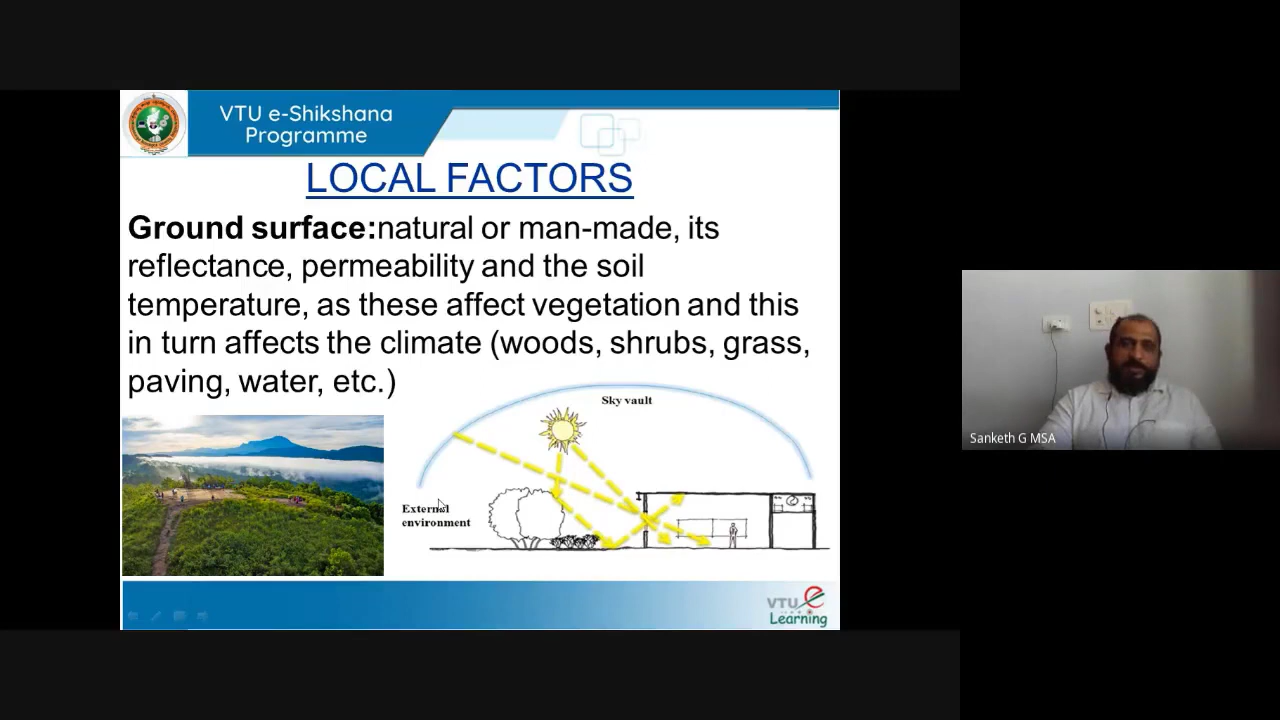 VTU e-Shikshana
Programme
LOCAL FACTORS
Ground surface:natural or man-made, its
reflectance, permeability and the soil
temperature, as these affect vegetation and this
in turn affects the climate (woods, shrubs, grass,
paving, water, etc.)
Sky vault
External
environment
Sanketh G MSA
VTU e
Learning